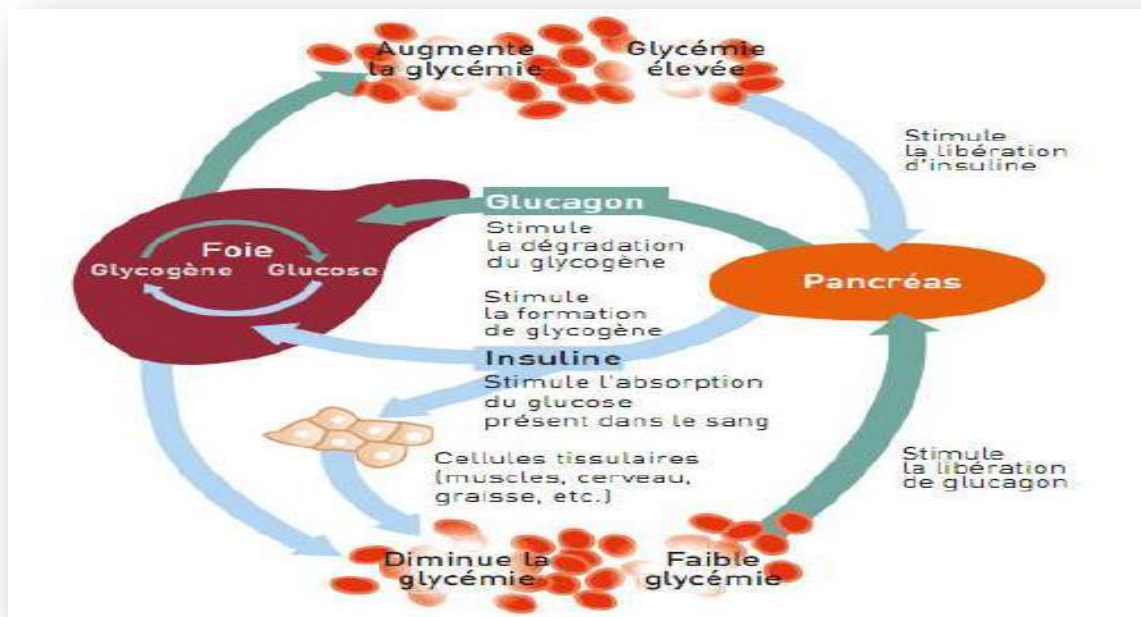 Augmente
la glycémie
Glycémie
élevée
Stimule
la libération
d'insuline
Glucagon
Stimule
la dégradation
du glycogène
Foie
Glycogène
Glucose
Pancréas
Stimule
la formation
de glycogène
Insuline
Stimule l'absorption
du glucose
présent dans le sang
Cellules tissulaires
(muscles, cerveau,
graisse, etc.)
Stimule
la libération
de glucagon
Diminue la
glycémie
Faible
glycémie